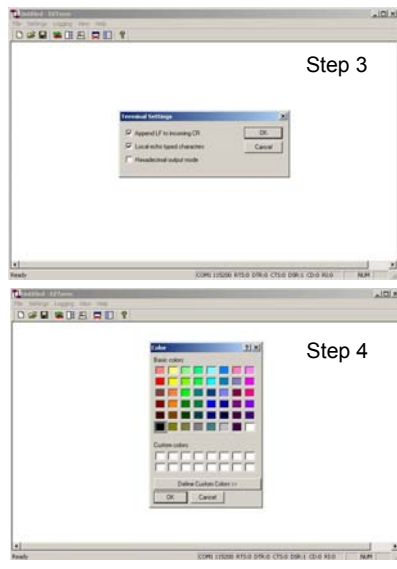 Untitled - EZTerm
File Settings Logging View Help
Step 3
Terminal Settings
Append LF to incoming CR
OK
Local echo typed characters
Cancel
Hexadecimal output mode
Ready
COM1 115200 RTS:0 DTR:0 CTS:0 DSR:1 CD:0 RI:0
NUM
Untitled - EZTerm
File Settings Logging View Help
Step 4
Color
Basic colors:
Custom colors:
Define Custom Colors >>
OK
Cancel
Ready
COM1 115200 RTS:0 DTR:0 CTS:0 DSR:1 CD:0 RI:0
NUM